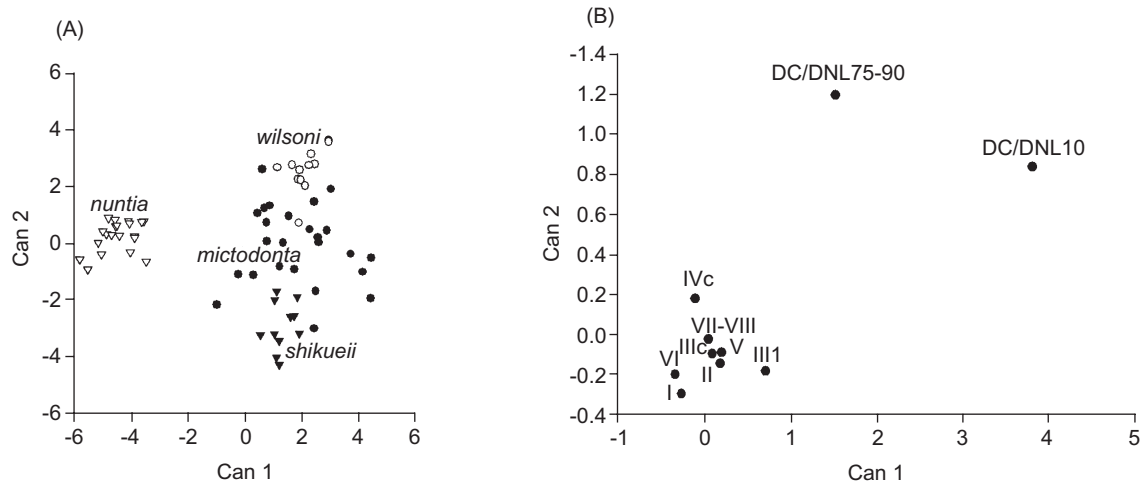 (A)
6
4
2
0
-2
-4
-6
Can 2
-6
-4
-2
0
2
4
6
Can 1
nuntia
wilsoni
mictodonta
shikueii
(B)
-1.4
1.2
1.0
0.8
0.6
0.4
0.2
0.0
-0.2
-0.4
Can 2
-1
0
1
2
3
4
5
Can 1
DC/DNL75-90
DC/DNL10
IVc
VII-VIII
IIIc
V
VI
II
III1
I